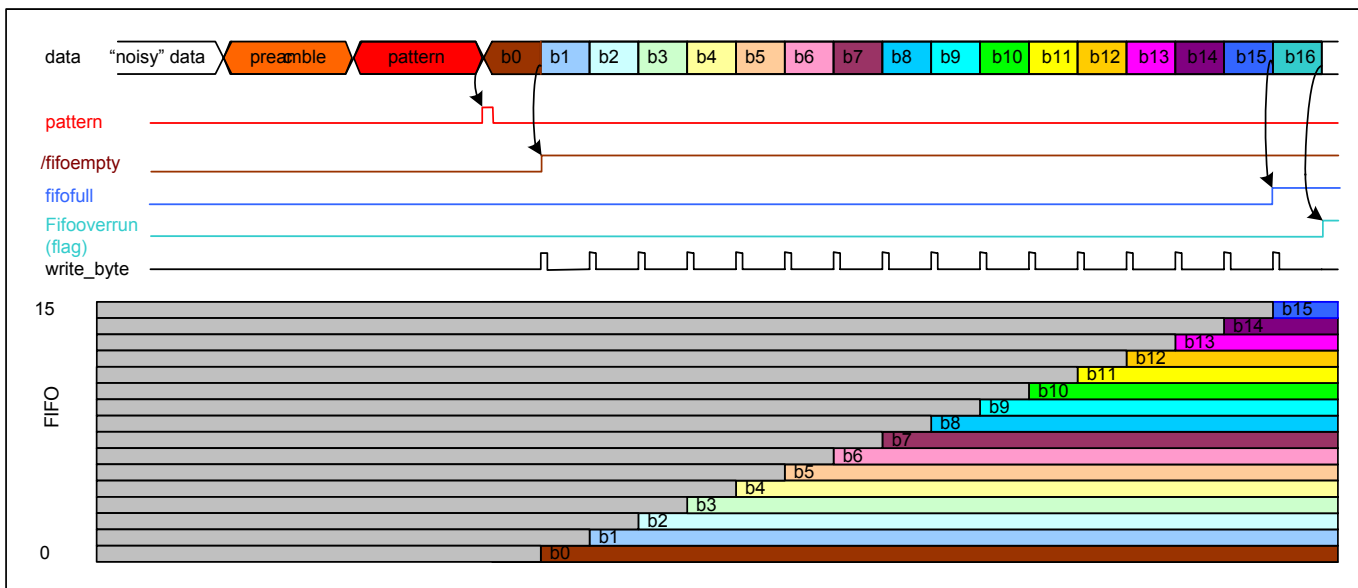 data "noisy" data preamble pattern b0 b1 b2 b3 b4 b5 b6 b7 b8 b9 b10 b11 b12 b13 b14 b15 b16
pattern
/fifoempty
fifofull
Fifooverrun
(flag)
write_byte
15
b15
b14
b13
b12
b11
b10
FIFO
b9
b8
b7
b6
b5
b4
b3
b2
b1
0
b0